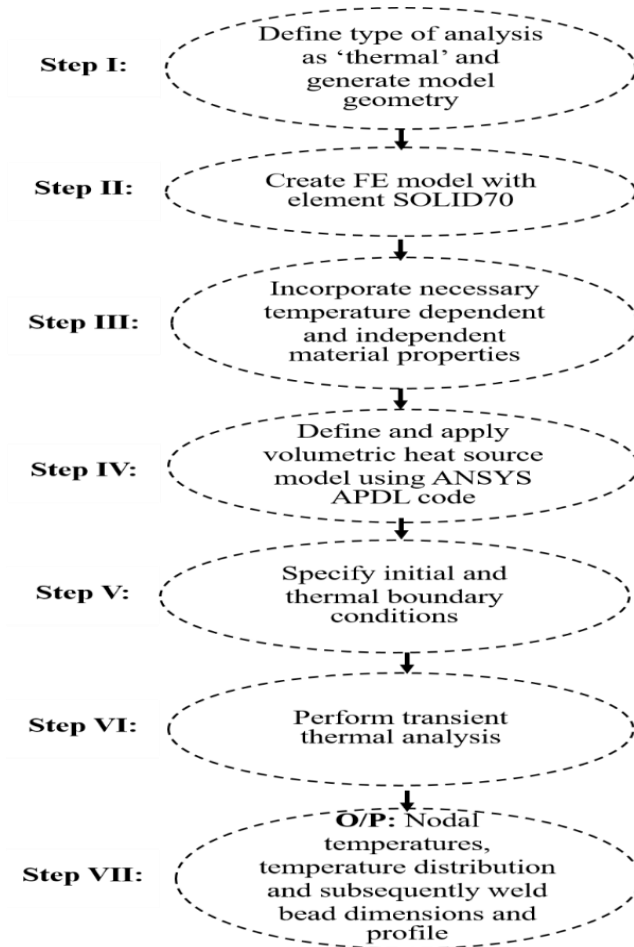 Step I:
Define type of analysis
as ‘thermal’ and
generate model
geometry
Step II:
Create FE model with
element SOLID70
Step III:
Incorporate necessary
temperature dependent
and independent
material properties
Step IV:
Define and apply
volumetric heat source
model using ANSYS
APDL code
Step V:
Specify initial and
thermal boundary
conditions
Step VI:
Perform transient
thermal analysis
Step VII:
O/P: Nodal
temperatures,
temperature distribution
and subsequently weld
bead dimensions and
profile